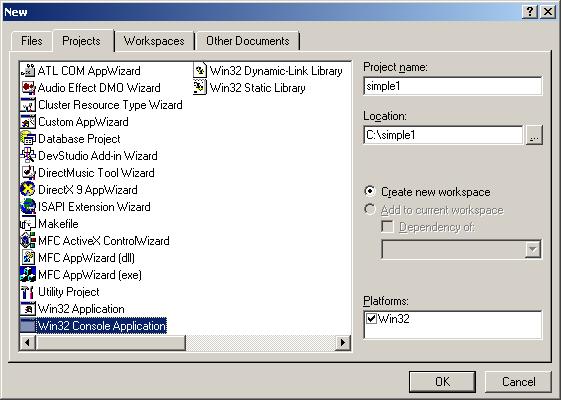 New
Files Projects Workspaces Other Documents
ATL COM AppWizard
Audio Effect DMO Wizard
Cluster Resource Type Wizard
Custom AppWizard
Database Project
DevStudio Add-in Wizard
DirectMusic Tool Wizard
DirectX 9 AppWizard
ISAPI Extension Wizard
Makefile
MFC ActiveX ControlWizard
MFC AppWizard (dll)
MFC AppWizard (exe)
Utility Project
Win32 Application
Win32 Console Application
Win32 Dynamic-Link Library
Win32 Static Library
Project name:
simple1
Location:
C:\simple1
...
Create new workspace
Add to current workspace
Dependency of:
Platforms:
Win32
OK Cancel